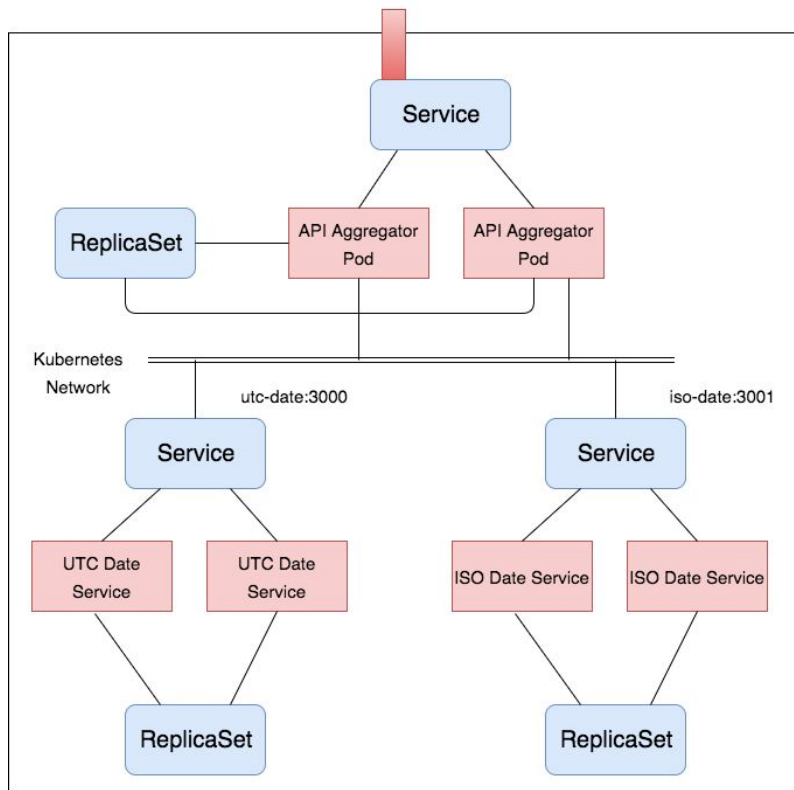 Service
ReplicaSet
API Aggregator
Pod
API Aggregator
Pod
Kubernetes
Network
utc-date:3000
iso-date:3001
Service
Service
UTC Date
Service
UTC Date
Service
ISO Date Service
ISO Date Service
ReplicaSet
ReplicaSet